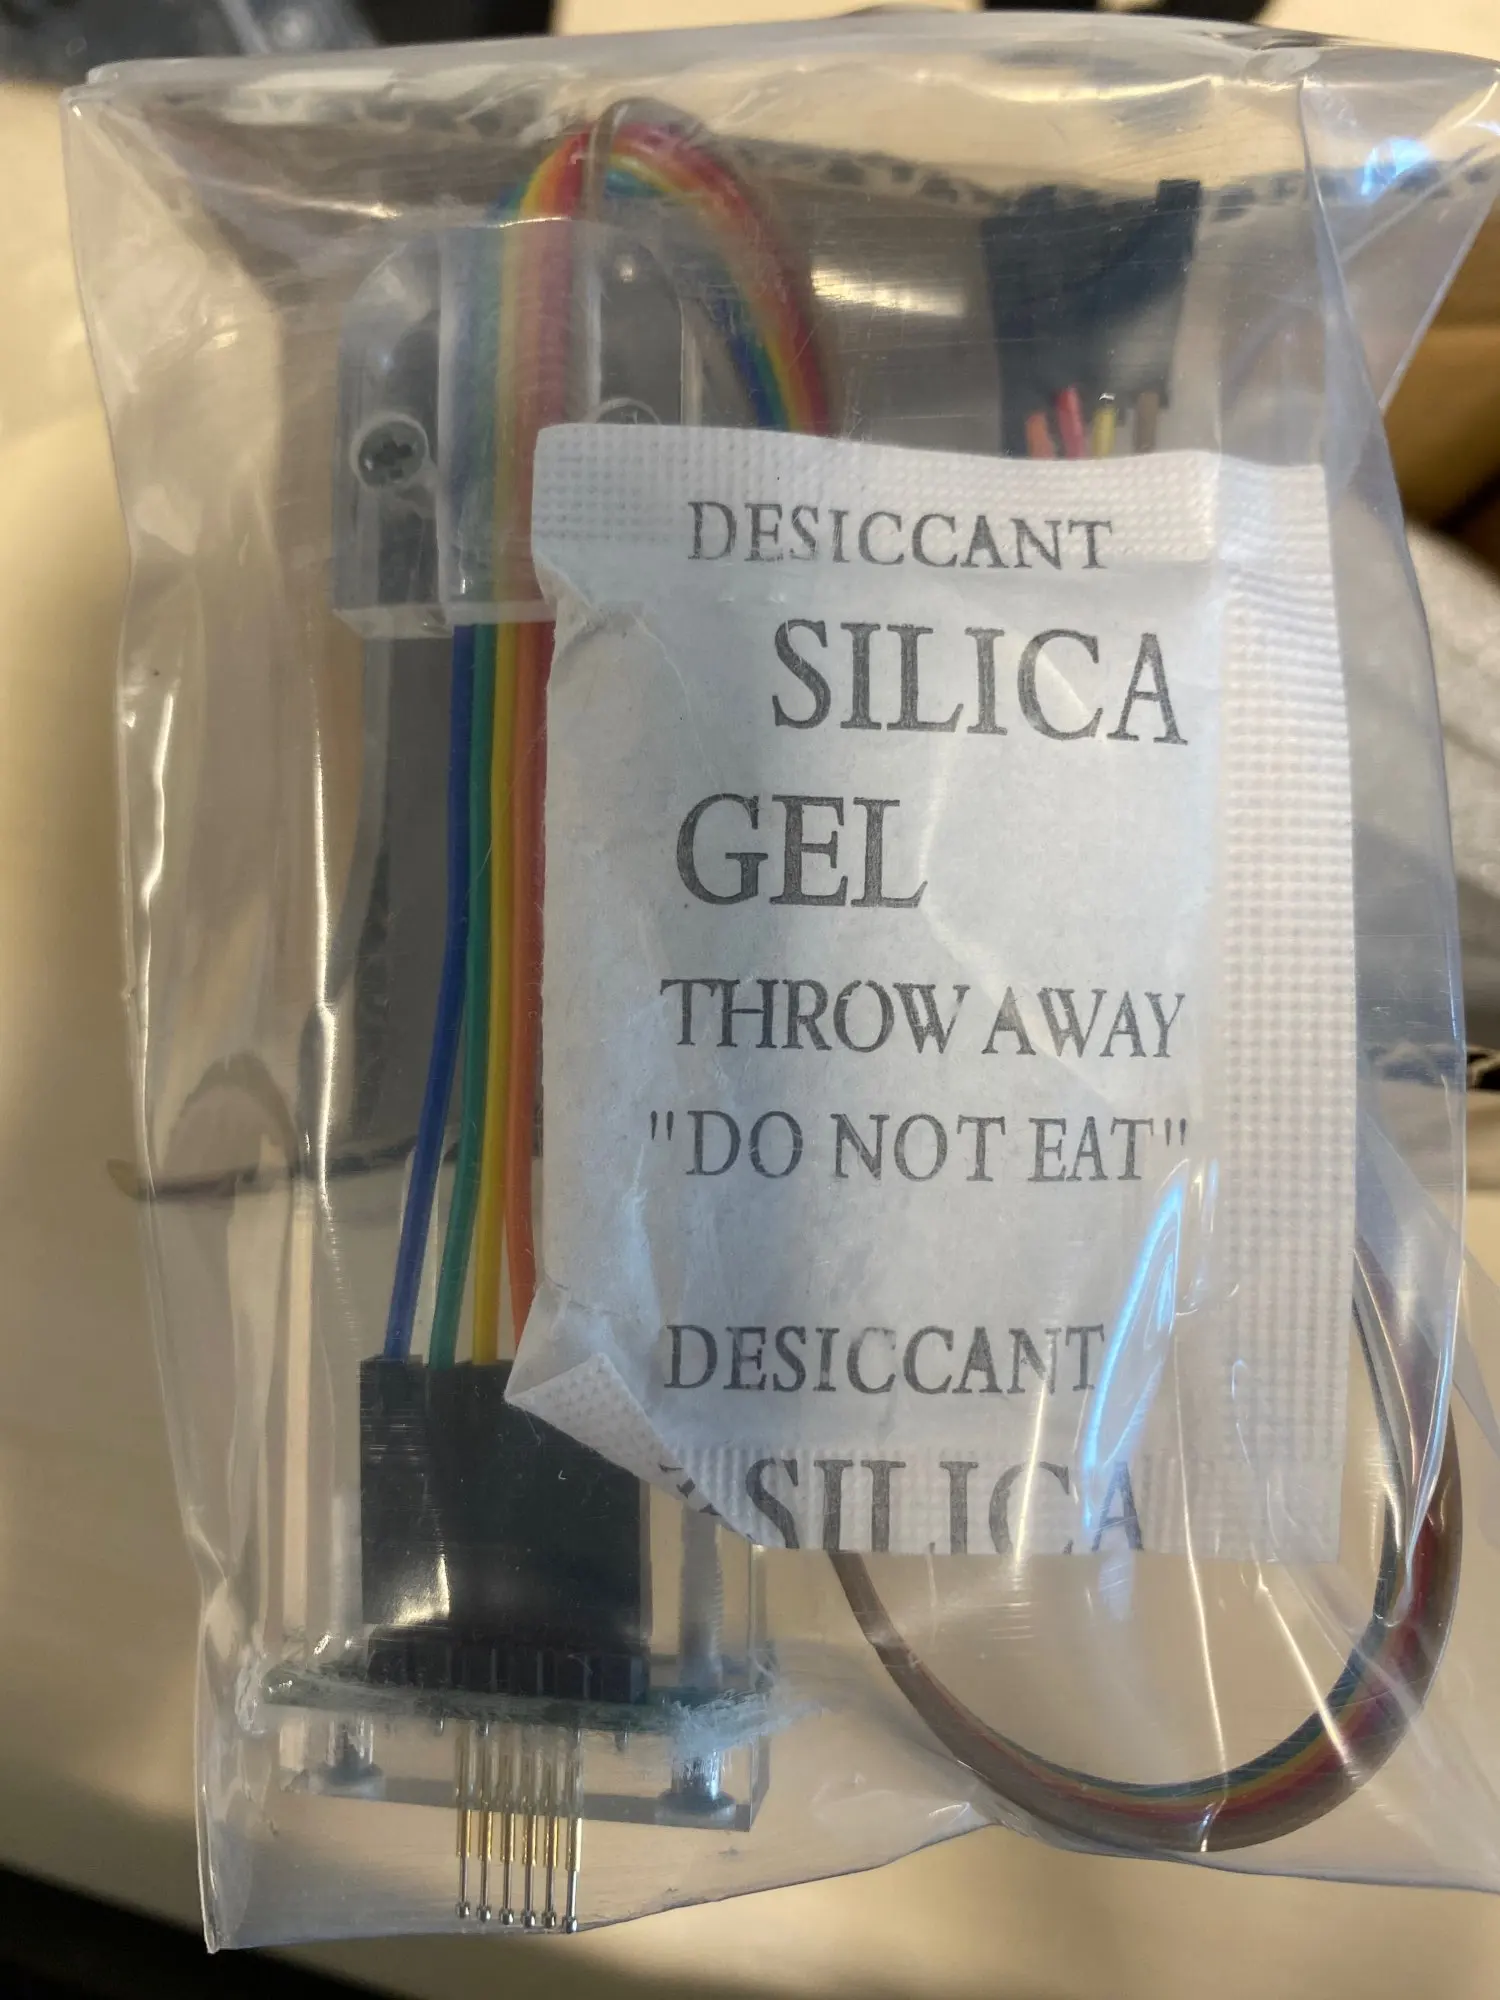 DESICCANT
SILICA
GEL
THROW AWAY
"DO NOT EAT"
DESICCANT
SILICA